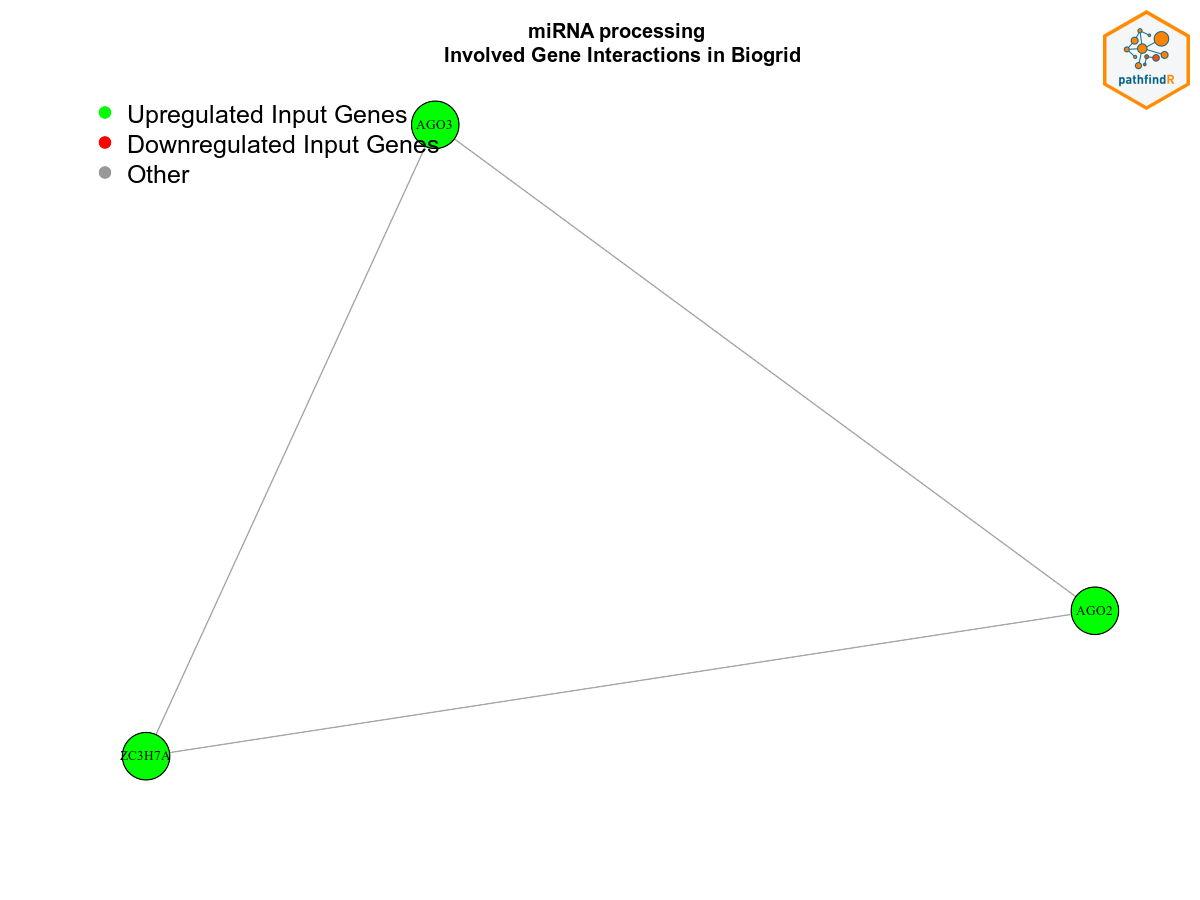 miRNA processing
Involved Gene Interactions in Biogrid
pathfindR
Upregulated Input Genes
Downregulated Input Genes
Other
AGO3
AGO2
ZC3H7A